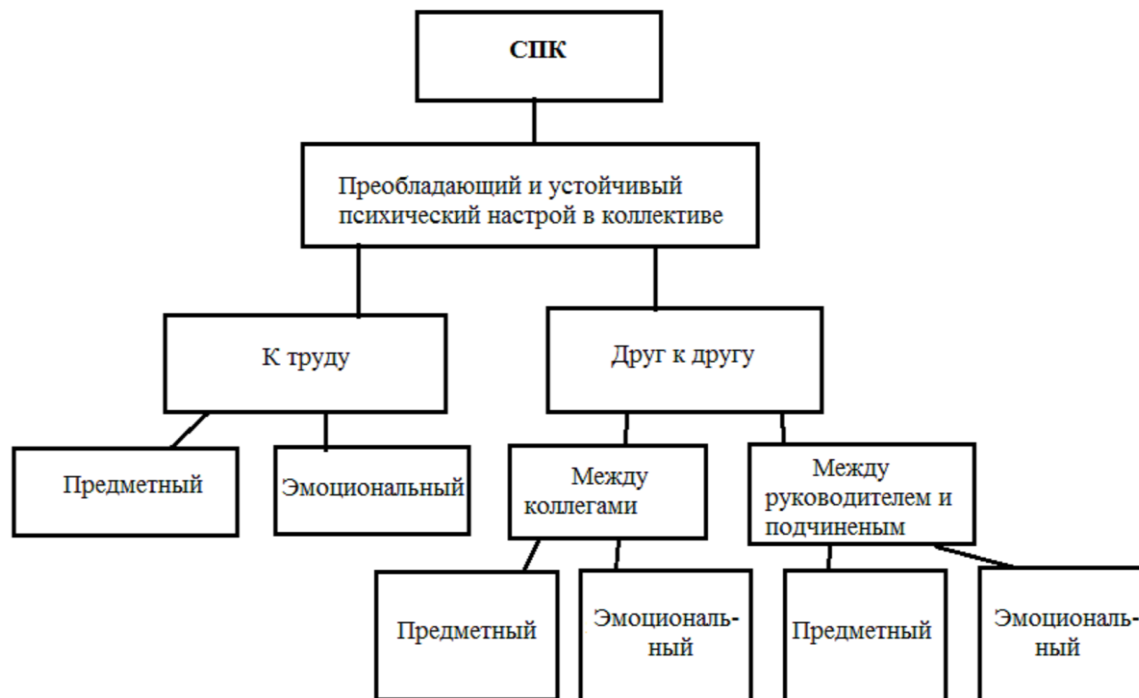 СПК
Преобладающий и устойчивый
психический настрой в коллективе
К труду
Друг к другу
Предметный
Эмоциональный
Между
коллегами
Между
руководителем и
подчиненым
Предметный
Эмоциональ-
ный
Предметный
Эмоциональ-
ный